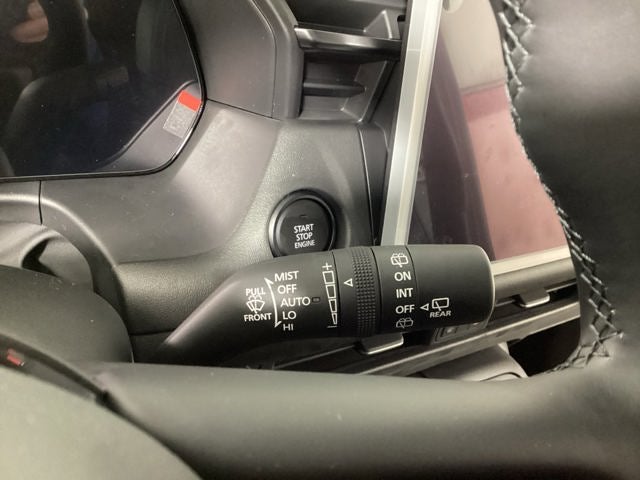 START
STOP
ENGINE
PULL
FRONT
MIST
OFF
AUTO
LO
HI
+
-
ON
INT
OFF
REAR